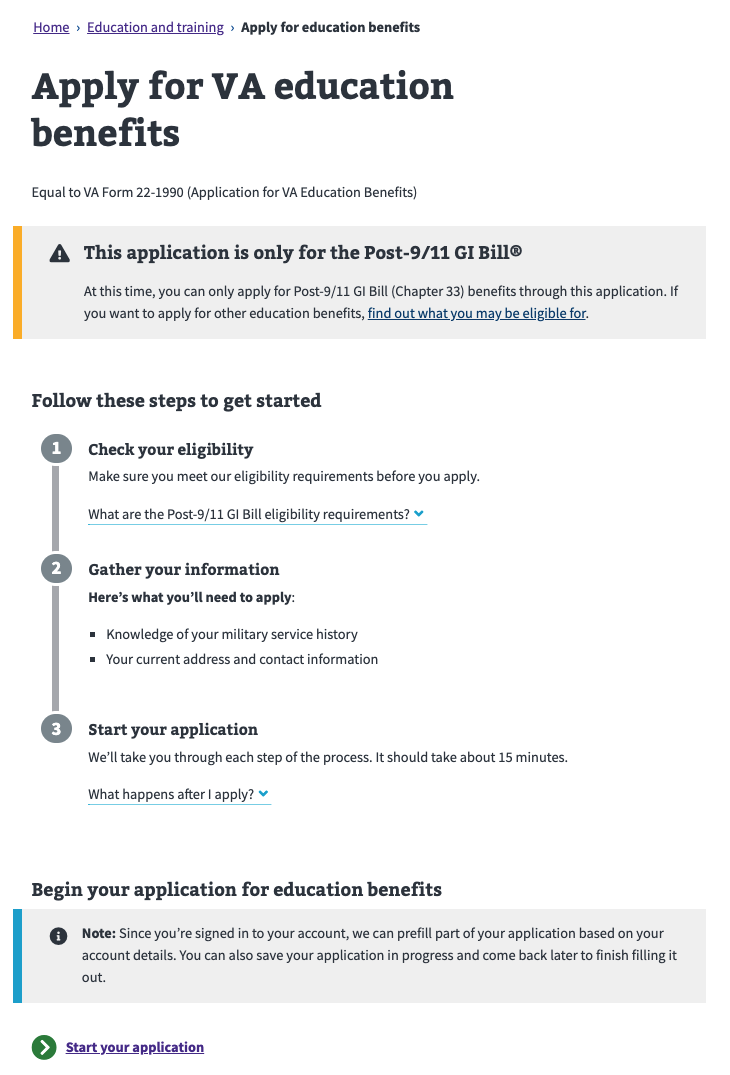 Home › Education and training › Apply for education benefits
Apply for VA education
benefits
Equal to VA Form 22-1990 (Application for VA Education Benefits)
This application is only for the Post-9/11 GI Bill®
At this time, you can only apply for Post-9/11 GI Bill (Chapter 33) benefits through this application. If
you want to apply for other education benefits, find out what you may be eligible for.
Follow these steps to get started
1 Check your eligibility
Make sure you meet our eligibility requirements before you apply.
What are the Post-9/11 GI Bill eligibility requirements?
2 Gather your information
Here’s what you’ll need to apply:
Knowledge of your military service history
Your current address and contact information
3 Start your application
We’ll take you through each step of the process. It should take about 15 minutes.
What happens after I apply?
Begin your application for education benefits
Note: Since you’re signed in to your account, we can prefill part of your application based on your
account details. You can also save your application in progress and come back later to finish filling it
out.
Start your application